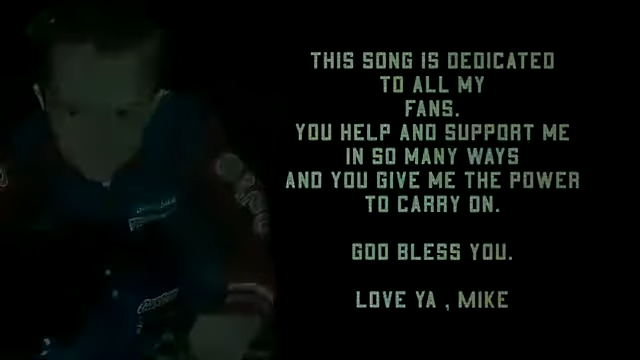 THIS SONG IS DEDICATED
TO ALL MY
FANS.
YOU HELP AND SUPPORT ME
IN SO MANY WAYS
AND YOU GIVE ME THE POWER
TO CARRY ON.
GOD BLESS YOU.
LOVE YA , MIKE